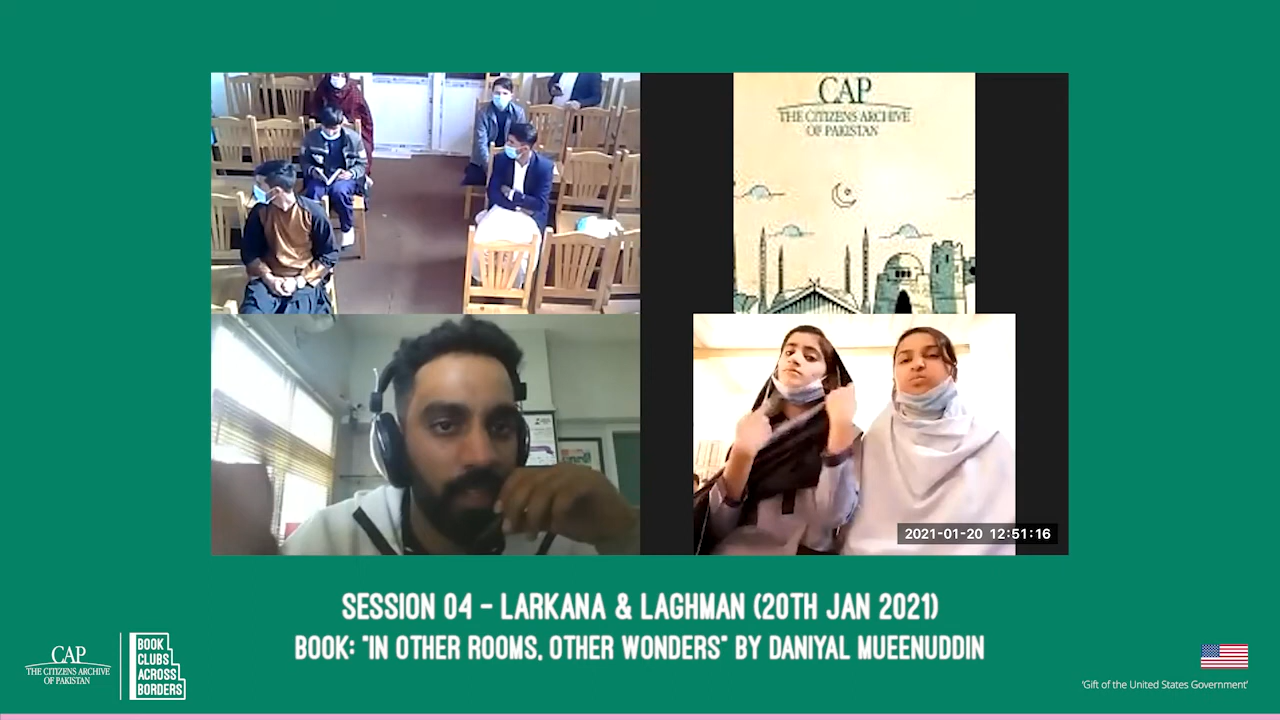 CAP
THE CITIZENS ARCHIVE
OF PAKISTAN
2021-01-20 12:51:16
SESSION 04 - LARKANA & LAGHMAN (20TH JAN 2021)
BOOK: "IN OTHER ROOMS, OTHER WONDERS" BY DANIYAL MUEENUDDIN
CAP
THE CITIZENS ARCHIVE
OF PAKISTAN
BOOK
CLUBS
ACROSS
BORDERS
'Gift of the United States Government'